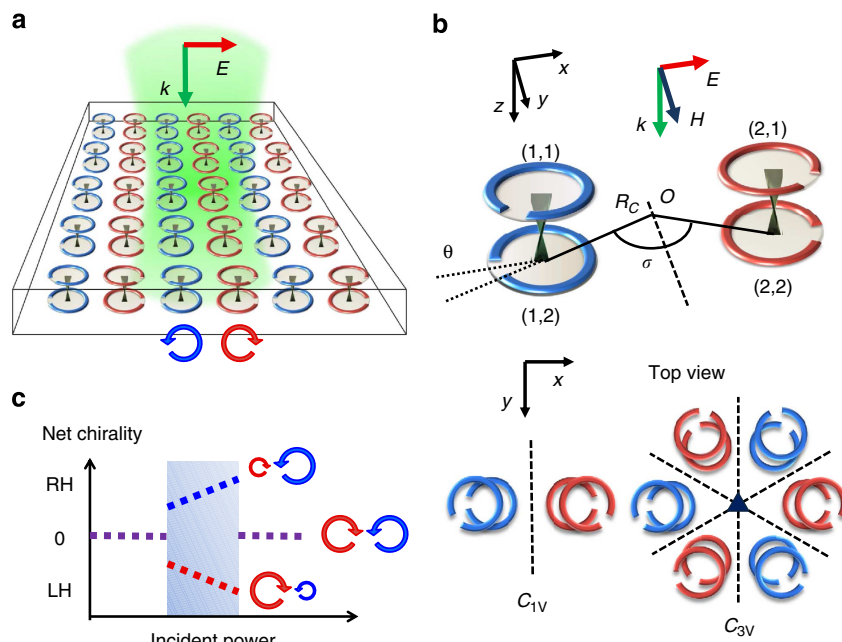 a
E
k
b
x
y
z
E
H
k
(1,1)
(2,1)
R_C
O
θ
σ
(1,2)
(2,2)
x
y
Top view
C_1V
C_3V
c
Net chirality
RH
0
LH
Incident power